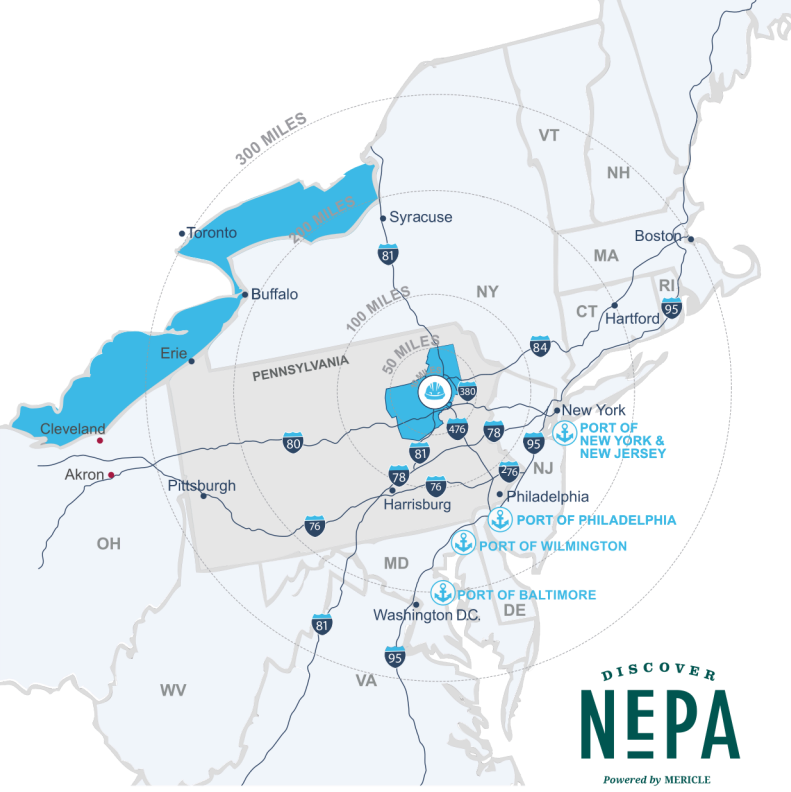 300 MILES
VT
NH
200 MILES
Toronto
Syracuse
Boston
81
MA
NY
RI
Buffalo
100 MILES
CT
95
Hartford
50 MILES
84
Erie
PENNSYLVANIA
380
New York
Cleveland
476
78
PORT OF
NEW YORK &
NEW JERSEY
80
95
81
NJ
Akron
78
276
Pittsburgh
76
Philadelphia
Harrisburg
76
PORT OF PHILADELPHIA
OH
PORT OF WILMINGTON
MD
PORT OF BALTIMORE
DE
Washington D.C.
81
95
VA
WV
DISCOVER
NEPA
Powered by MERICLE